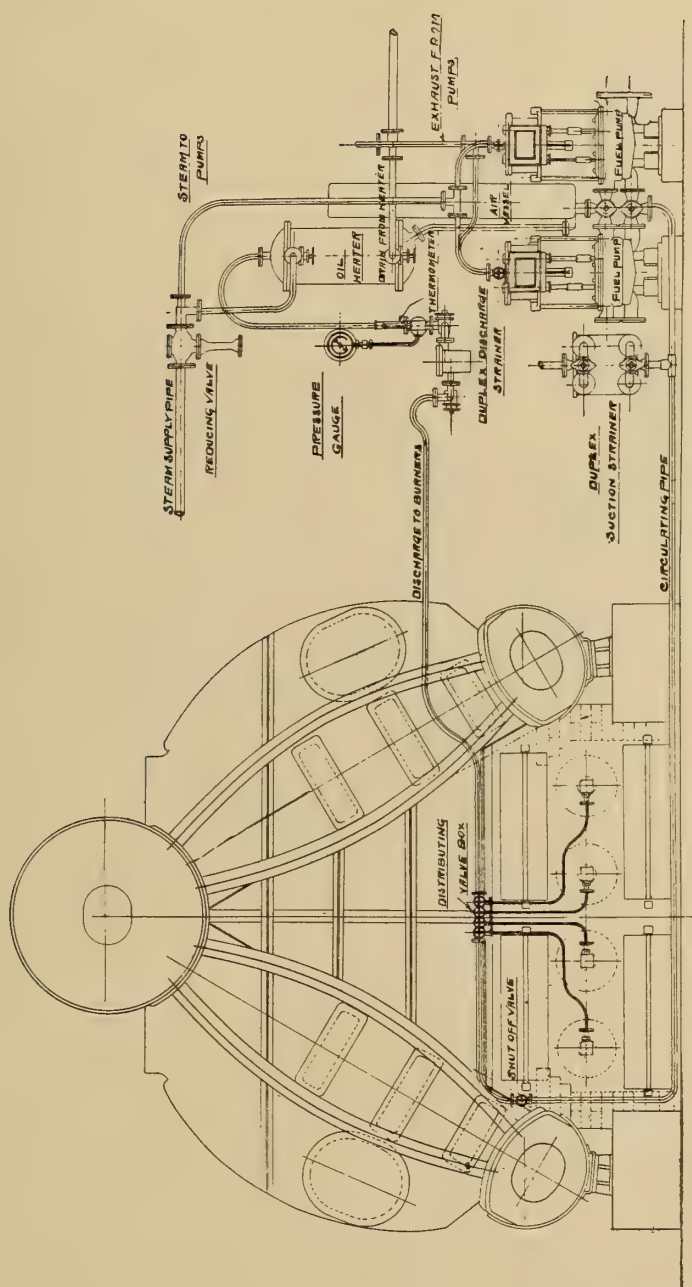 STEAM SUPPLY PIPE
REDUCING VALVE
STEAM TO
PUMPS
PRESSURE
GAUGE
OIL
HEATER
DRAIN FROM HEATER
THERMOMETER
AIR
VESSEL
EXHAUST FROM
PUMPS
DISCHARGE TO BURNERS
DUPLEX DISCHARGE
STRAINER
FUEL PUMP
FUEL PUMP
DUPLEX
SUCTION STRAINER
CIRCULATING PIPE
DISTRIBUTING
VALVE BOX
SHUT OFF VALVE